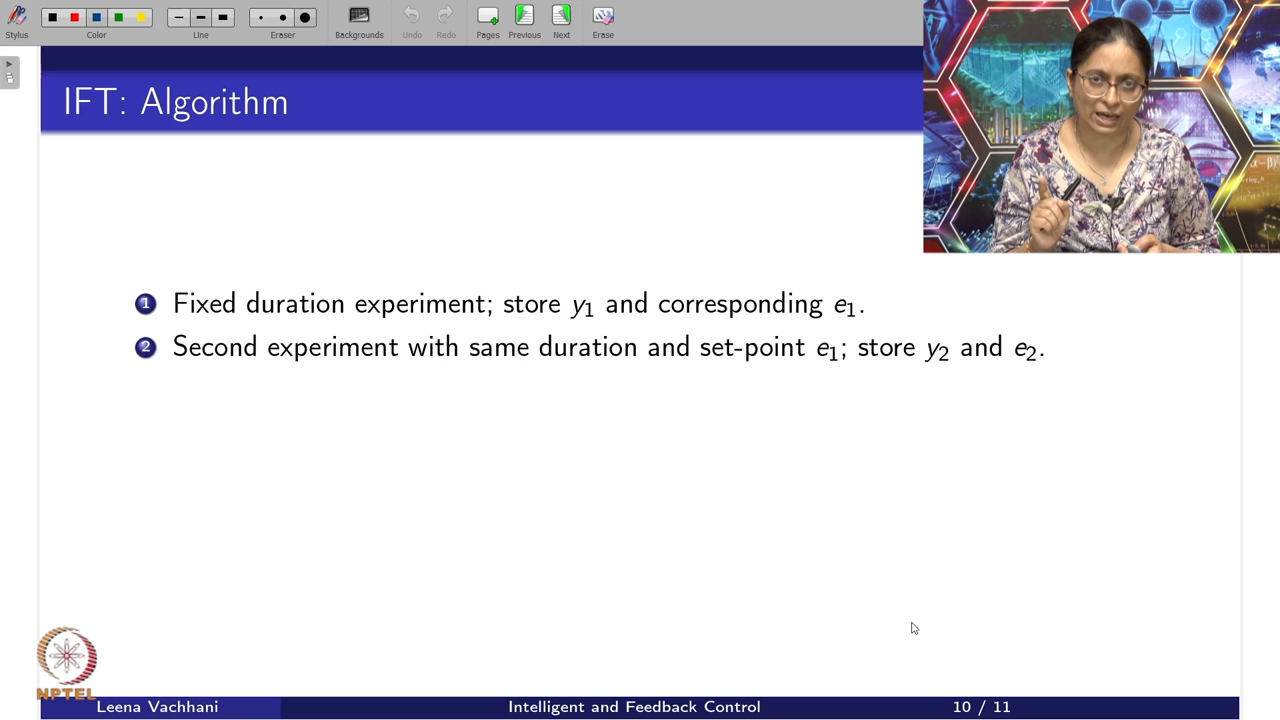 Stylus
Color
Line
Eraser
Backgrounds
Undo
Redo
Pages
Previous
Next
Erase
IFT: Algorithm
1 Fixed duration experiment; store y₁ and corresponding e₁.
2 Second experiment with same duration and set-point e₁; store y₂ and e₂.
NPTEL
Leena Vachhani
Intelligent and Feedback Control
10 / 11